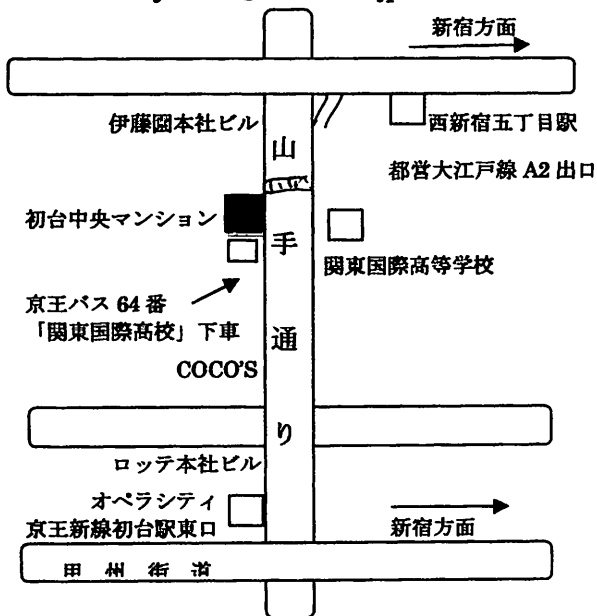 新宿方面
伊藤園本社ビル
西新宿五丁目駅
都営大江戸線 A2 出口
山手通り
初台中央マンション
関東国際高等学校
京王バス 64 番
「関東国際高校」下車
COCO'S
ロッテ本社ビル
オペラシティ
京王新線初台駅東口
新宿方面
甲州街道